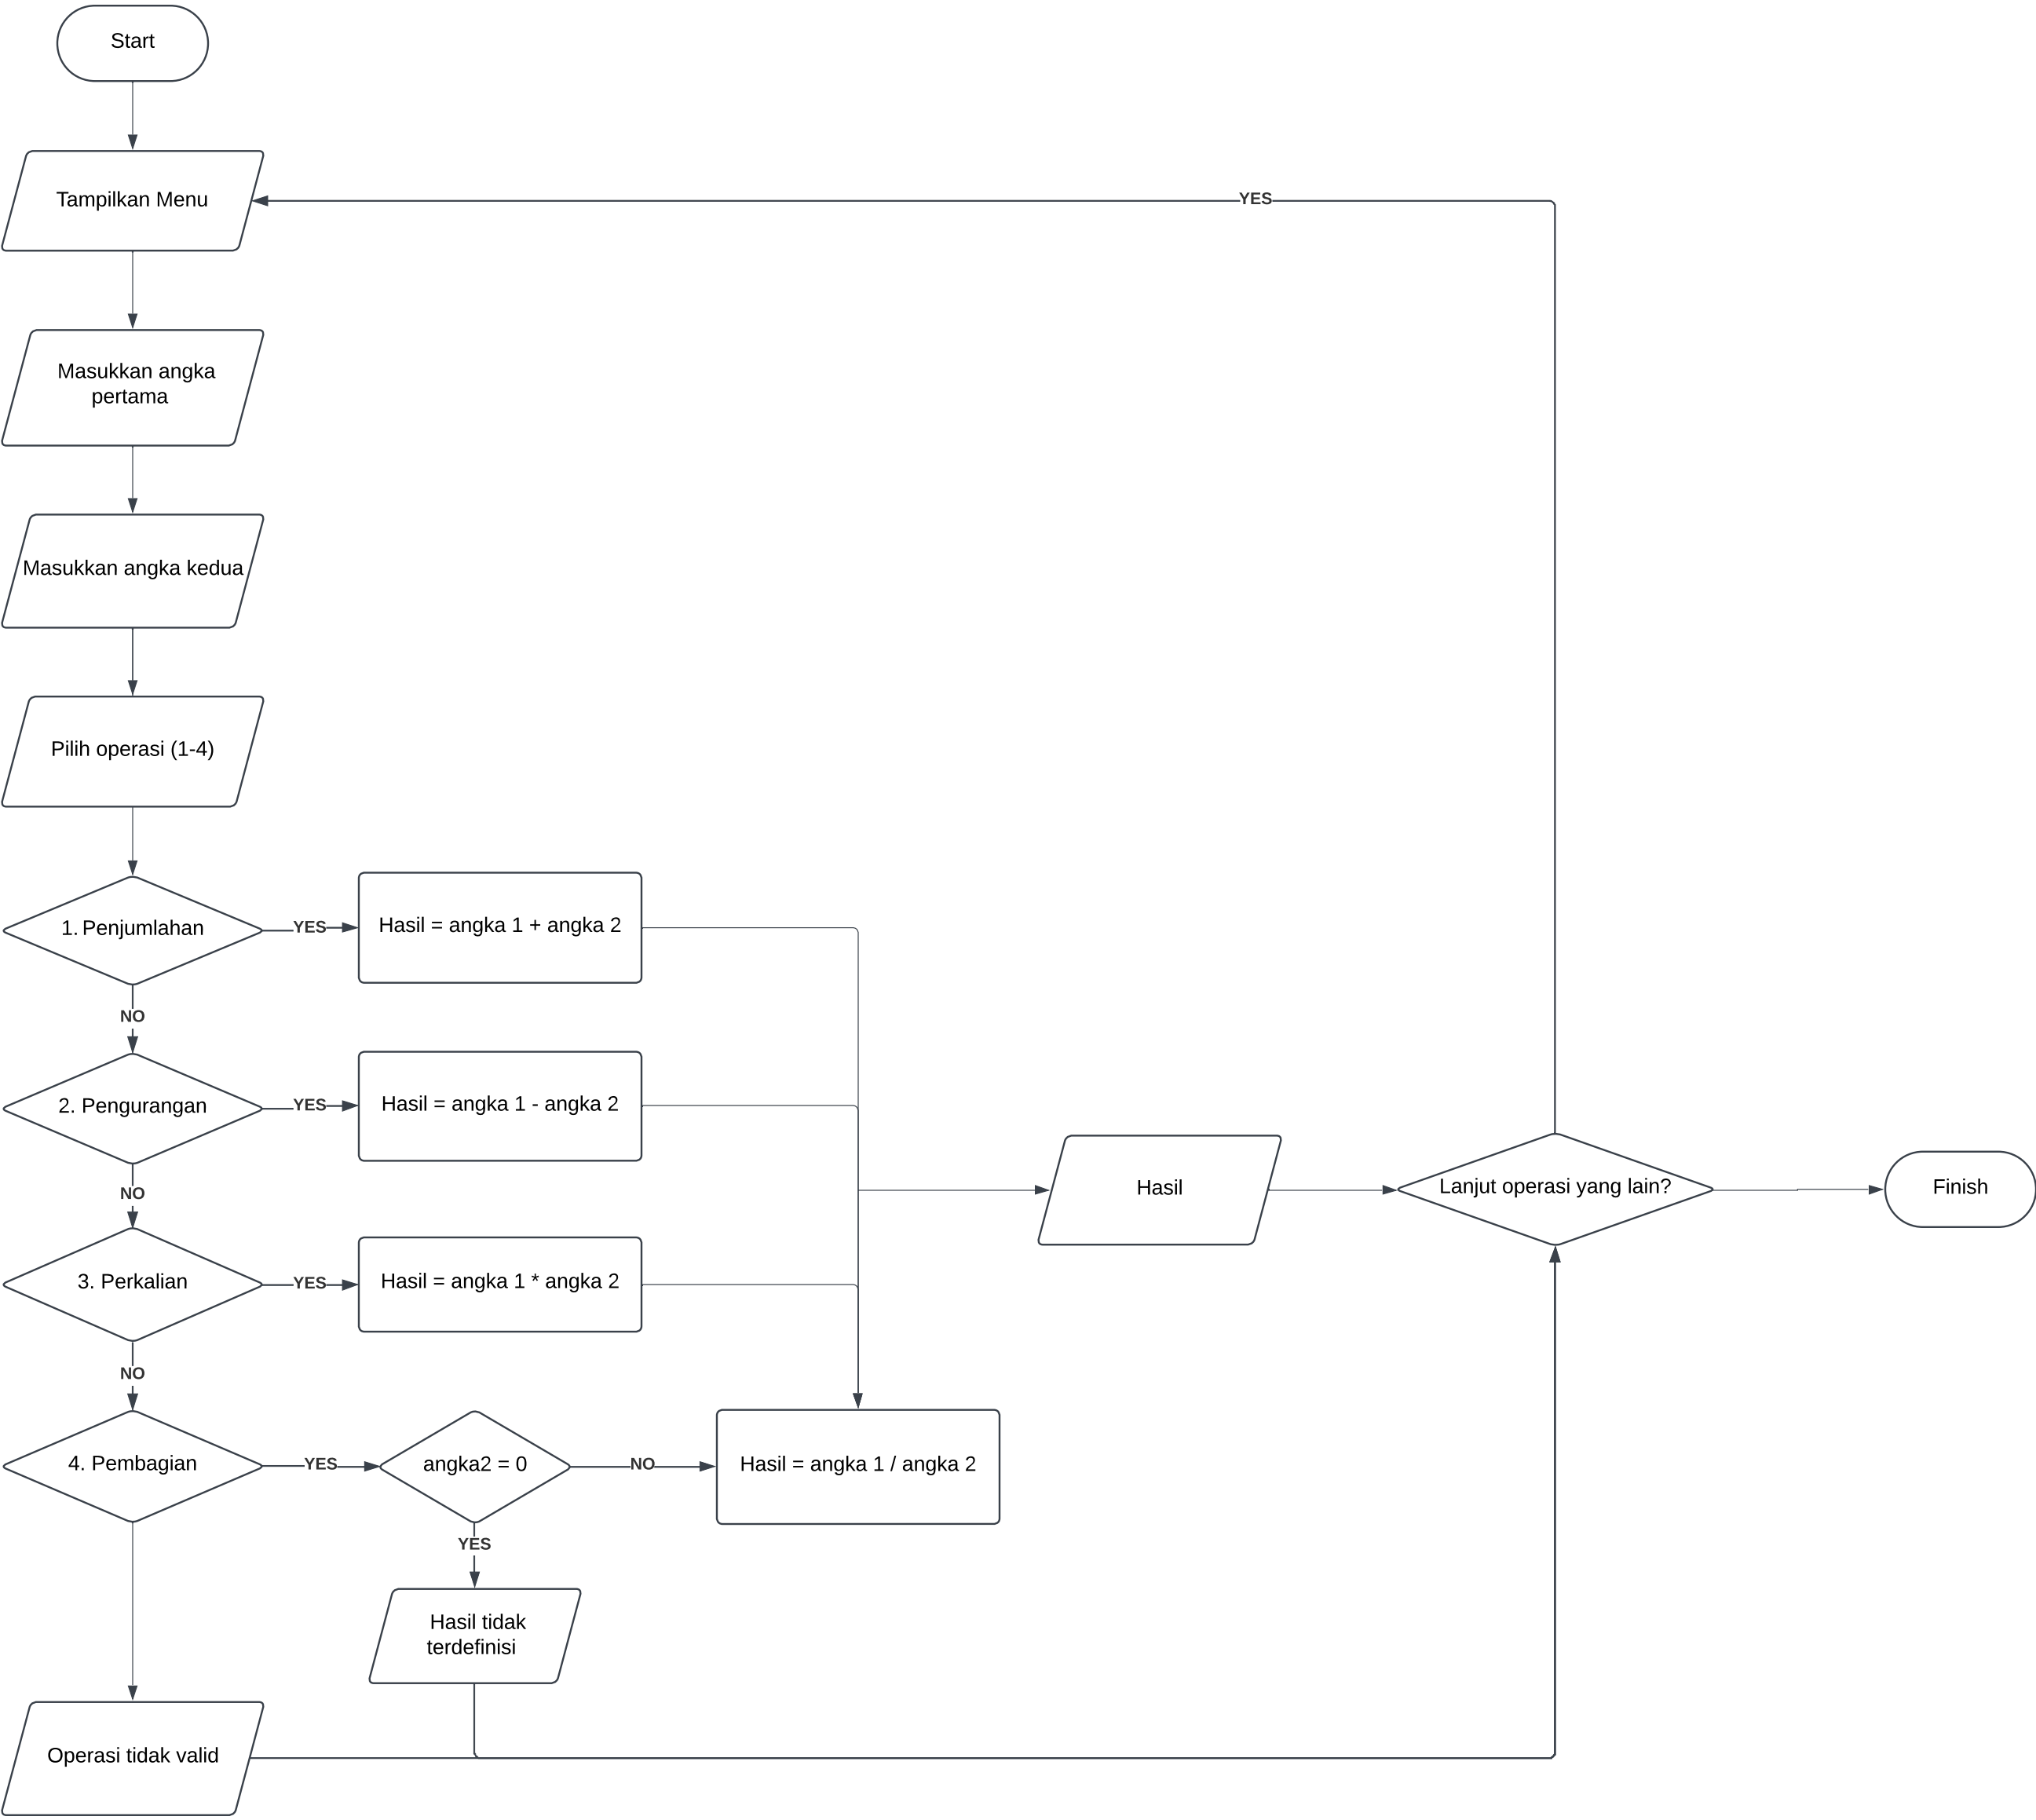 Start
Tampilkan Menu
YES
Masukkan angka
pertama
Masukkan angka kedua
Pilih operasi (1-4)
1. Penjumlahan
YES
Hasil = angka 1 + angka 2
NO
2. Pengurangan
YES
Hasil = angka 1 - angka 2
NO
Hasil
Lanjut operasi yang lain?
Finish
3. Perkalian
YES
Hasil = angka 1 * angka 2
NO
4. Pembagian
YES
angka2 = 0
NO
Hasil = angka 1 / angka 2
YES
Hasil tidak
terdefinisi
Operasi tidak valid